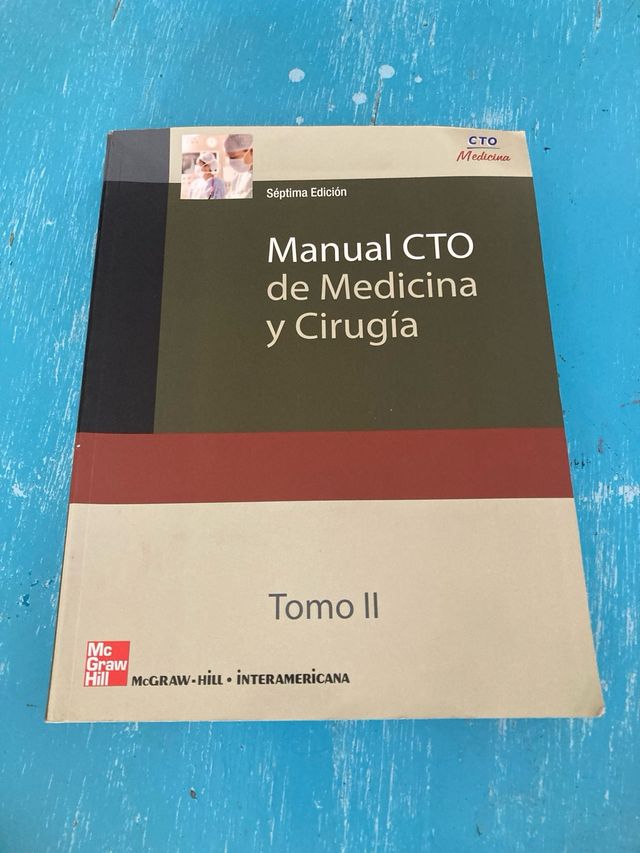 CTO
Medicina
Séptima Edición
Manual CTO
de Medicina
y Cirugía
Tomo II
Mc
Graw
Hill
McGRAW-HILL • INTERAMERICANA